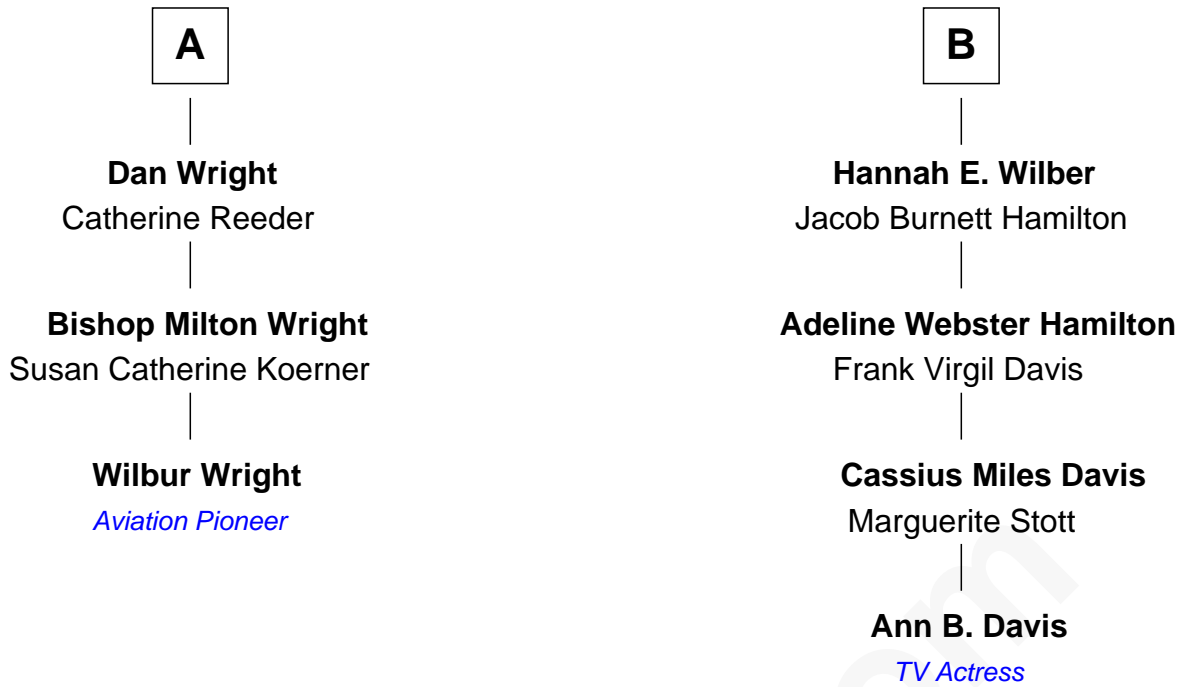 A
Dan Wright
Catherine Reeder
Bishop Milton Wright
Susan Catherine Koerner
Wilbur Wright
Aviation Pioneer
B
Hannah E. Wilber
Jacob Burnett Hamilton
Adeline Webster Hamilton
Frank Virgil Davis
Cassius Miles Davis
Marguerite Stott
Ann B. Davis
TV Actress